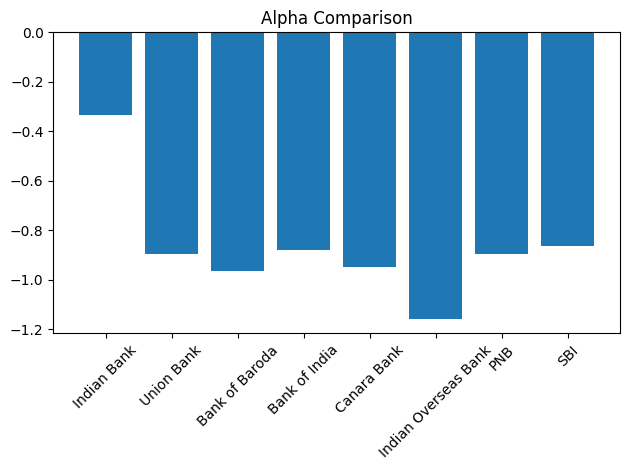 Alpha Comparison
0.0
−0.2
−0.4
−0.6
−0.8
−1.0
−1.2
Indian Bank
Union Bank
Bank of Baroda
Bank of India
Canara Bank
Indian Overseas Bank
PNB
SBI